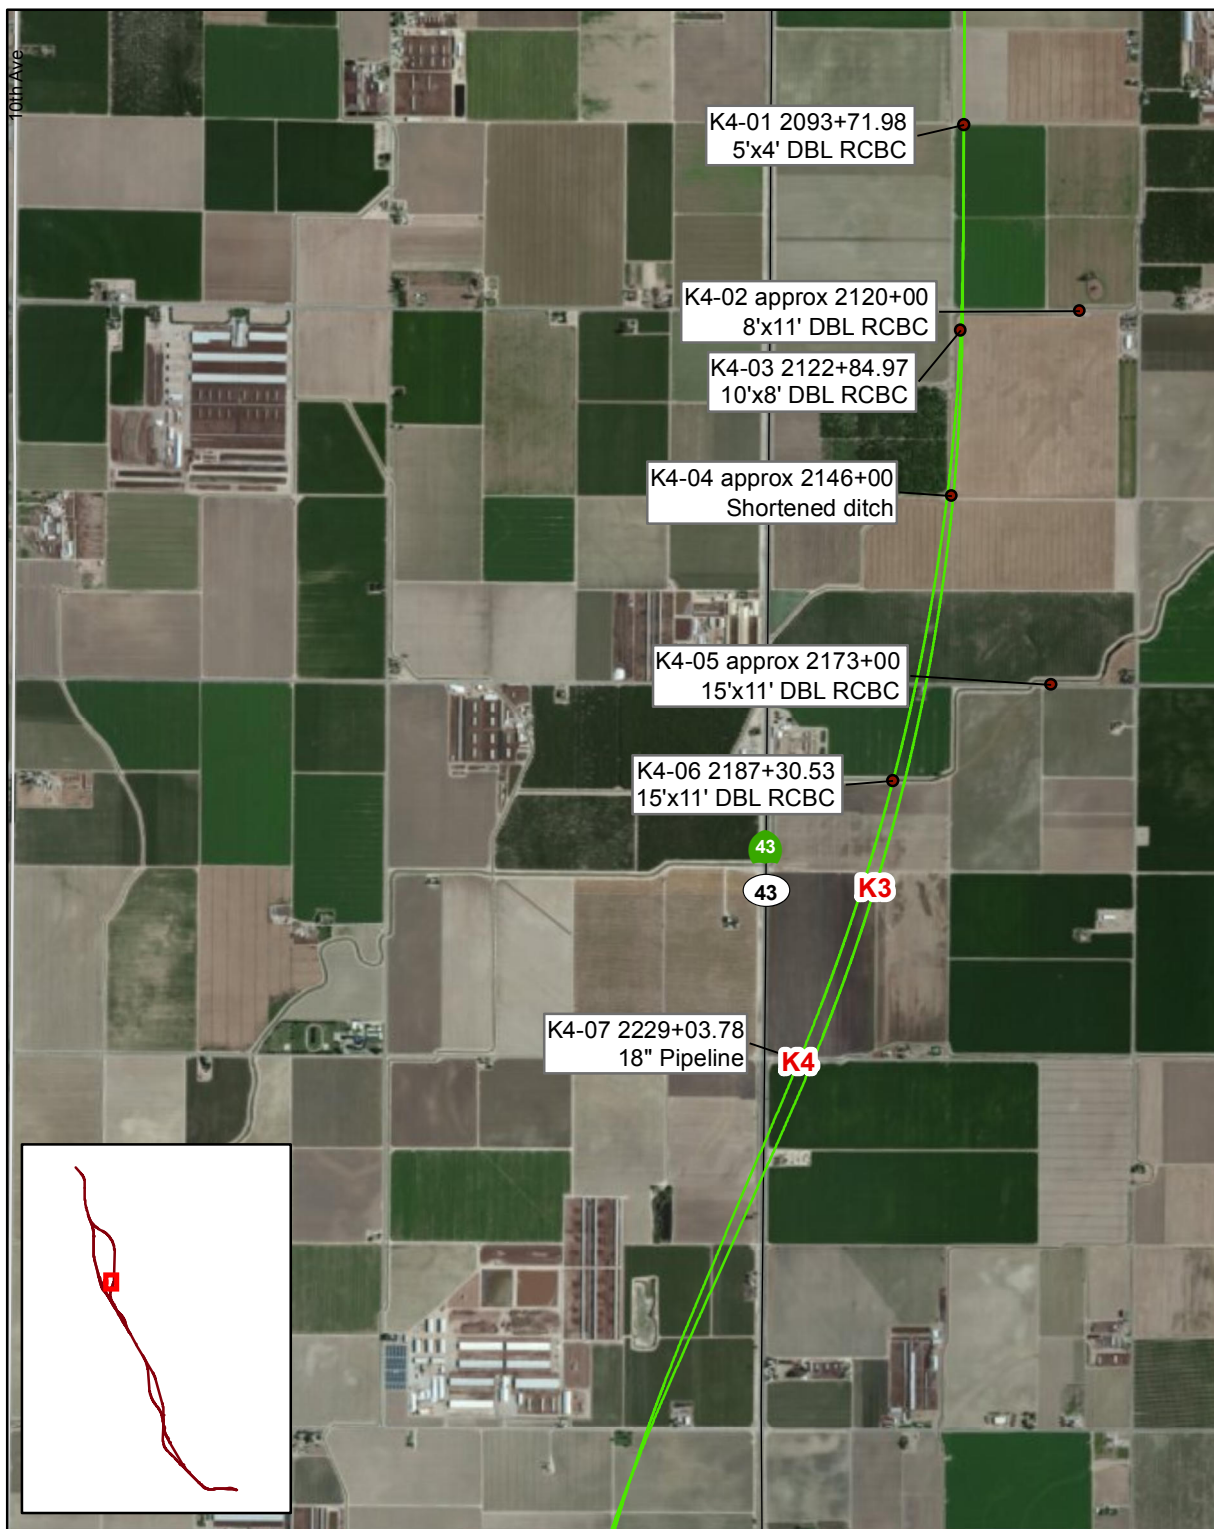 10th Ave
K4-01 2093+71.98
5'x4' DBL RCBC
K4-02 approx 2120+00
8'x11' DBL RCBC
K4-03 2122+84.97
10'x8' DBL RCBC
K4-04 approx 2146+00
Shortened ditch
K4-05 approx 2173+00
15'x11' DBL RCBC
K4-06 2187+30.53
15'x11' DBL RCBC
43
43
K3
K4-07 2229+03.78
18" Pipeline
K4